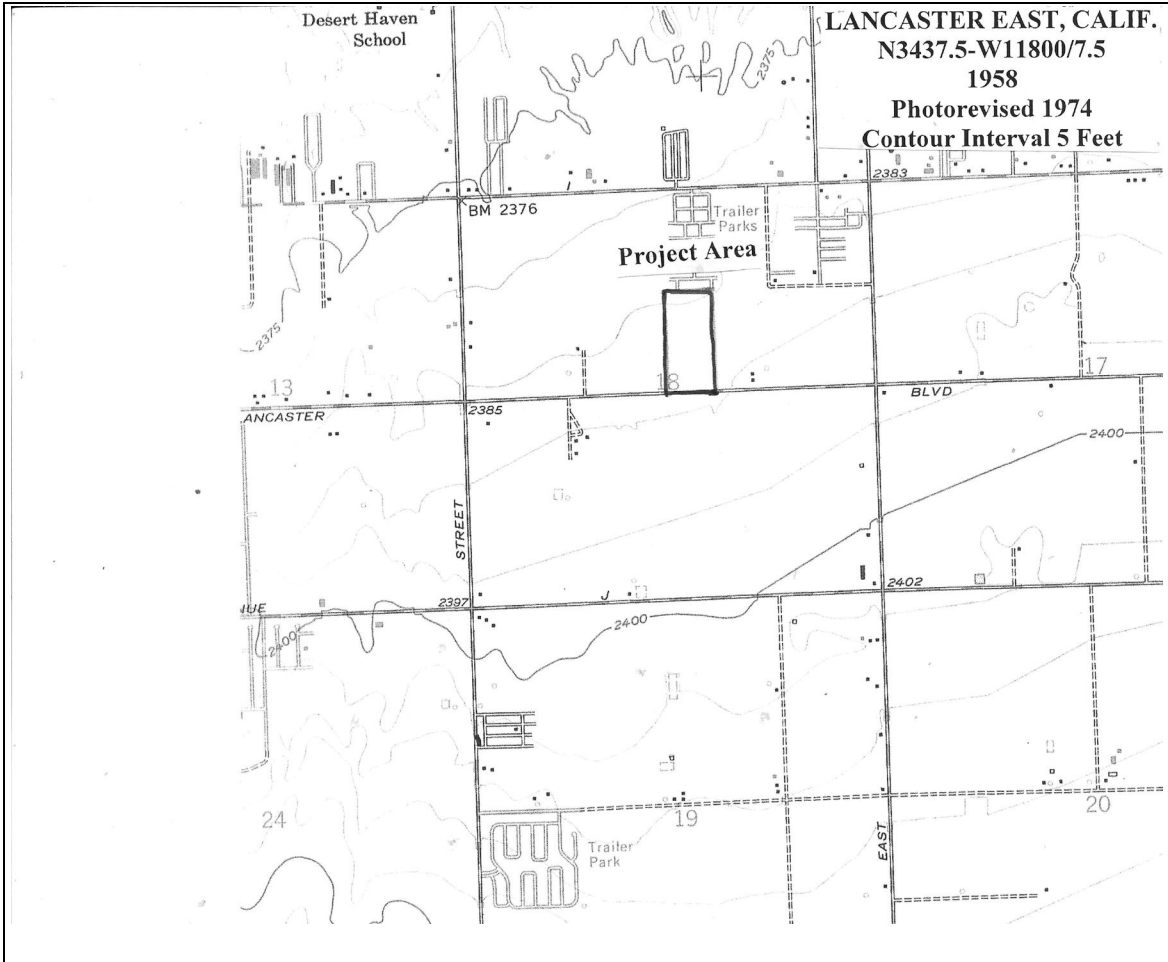 Desert Haven
School
LANCASTER EAST, CALIF.
N3437.5-W11800/7.5
1958
Photorevised 1974
Contour Interval 5 Feet
2375
2383
I
BM 2376
Trailer
Parks
Project Area
2375
13
18
17
ANCASTER
2385
BLVD
2400
STREET
2402
NUE
2397
J
2400
2400
24
19
20
Trailer
Park
EAST